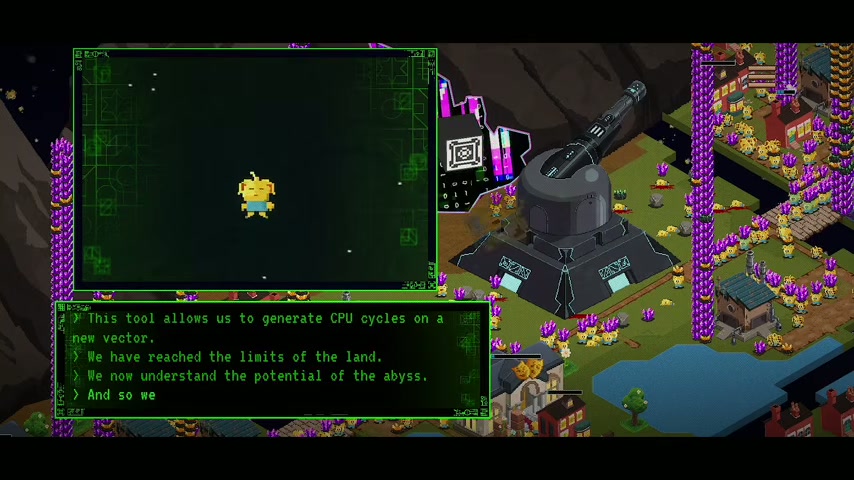 > This tool allows us to generate CPU cycles on a
new vector.
> We have reached the limits of the land.
> We now understand the potential of the abyss.
> And so we